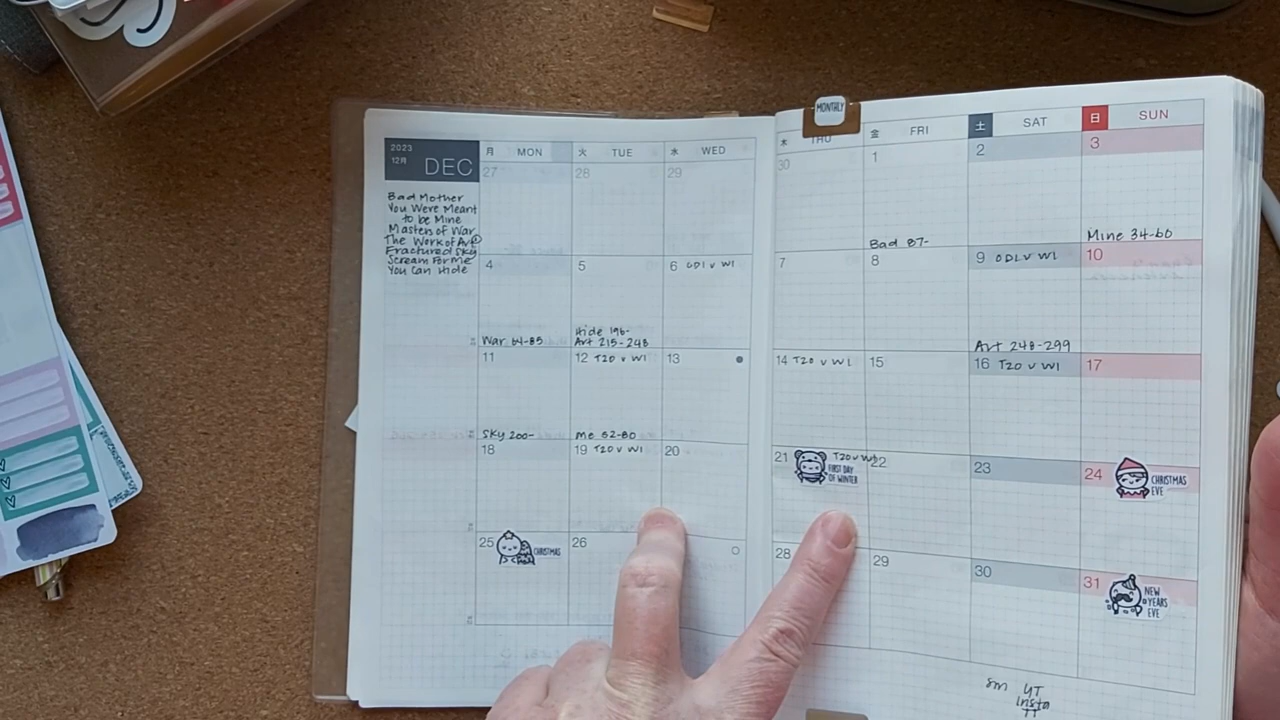 MONTHLY
2023
12月
DEC
月 MON
火 TUE
水 WED
木 THU
金 FRI
土 SAT
日 SUN
Bad Mother
You Were Meant
to be Mine
Masters of War
The Work of Art
Fractured Sky
Scream For Me
You Can Hide
27
28
29
30
1
Bad 87-
2
3
Mine 34-60
4
War 64-85
5
Hide 196-
Art 215-248
6 ODI v WI
7
8
9 ODI v WI
Art 248-299
10
11
Sky 200-
12 T20 v WI
Me 52-80
13
14 T20 v WI
15
16 T20 v WI
17
18
19 T20 v WI
20
21 T20 v WI
FIRST DAY
OF WINTER
22
23
24
CHRISTMAS
EVE
25
CHRISTMAS
26
28
29
30
31
NEW
YEARS
EVE
sm YT
Insta
TT